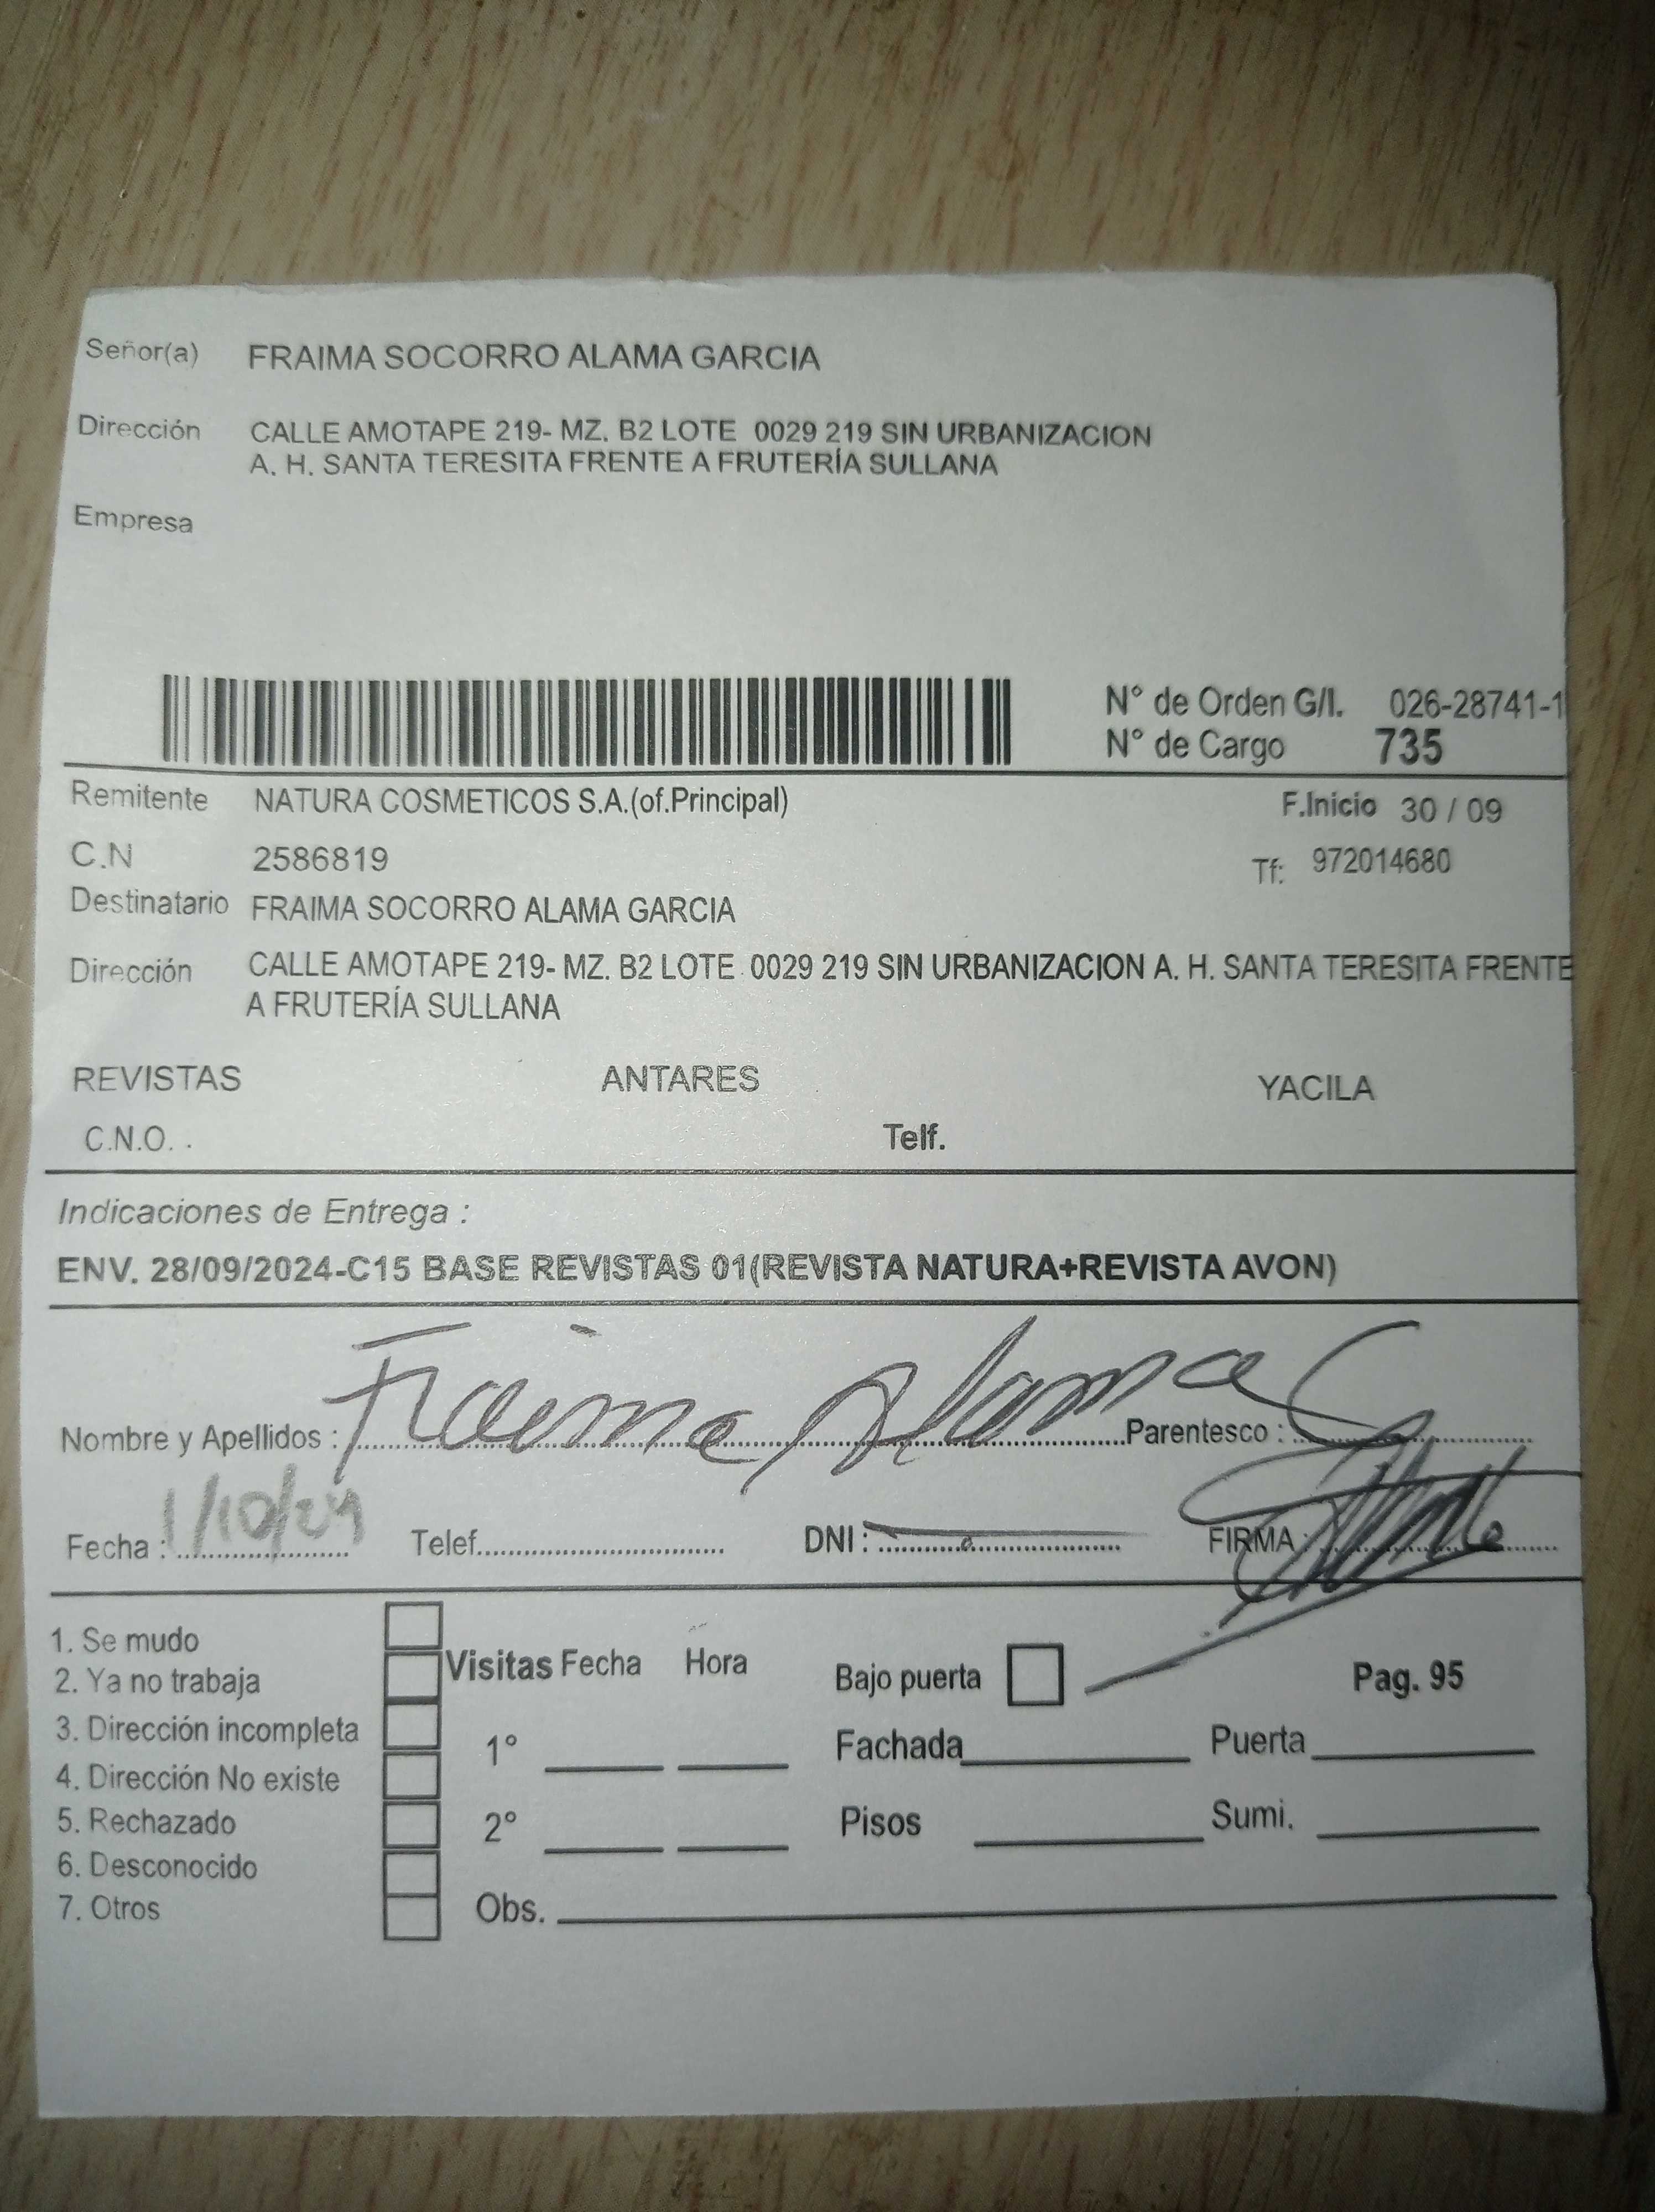 Señor(a) FRAIMA SOCORRO ALAMA GARCIA
Dirección CALLE AMOTAPE 219- MZ. B2 LOTE 0029 219 SIN URBANIZACION
A. H. SANTA TERESITA FRENTE A FRUTERÍA SULLANA
Empresa
N° de Orden G/I. 026-28741-1
N° de Cargo 735
Remitente NATURA COSMETICOS S.A.(of.Principal) F.Inicio 30 / 09
C.N 2586819 Tf: 972014680
Destinatario FRAIMA SOCORRO ALAMA GARCIA
Dirección CALLE AMOTAPE 219- MZ. B2 LOTE 0029 219 SIN URBANIZACION A. H. SANTA TERESITA FRENTE
A FRUTERÍA SULLANA
REVISTAS ANTARES YACILA
C.N.O. . Telf.
Indicaciones de Entrega :
ENV. 28/09/2024-C15 BASE REVISTAS 01(REVISTA NATURA+REVISTA AVON)
Nombre y Apellidos : Fraima Alama Parentesco :
Fecha : 1/10/24 Telef. DNI : FIRMA :
1. Se mudo
2. Ya no trabaja
3. Dirección incompleta
4. Dirección No existe
5. Rechazado
6. Desconocido
7. Otros
Visitas Fecha Hora
1°
2°
Obs.
Bajo puerta Pag. 95
Fachada Puerta
Pisos Sumi.